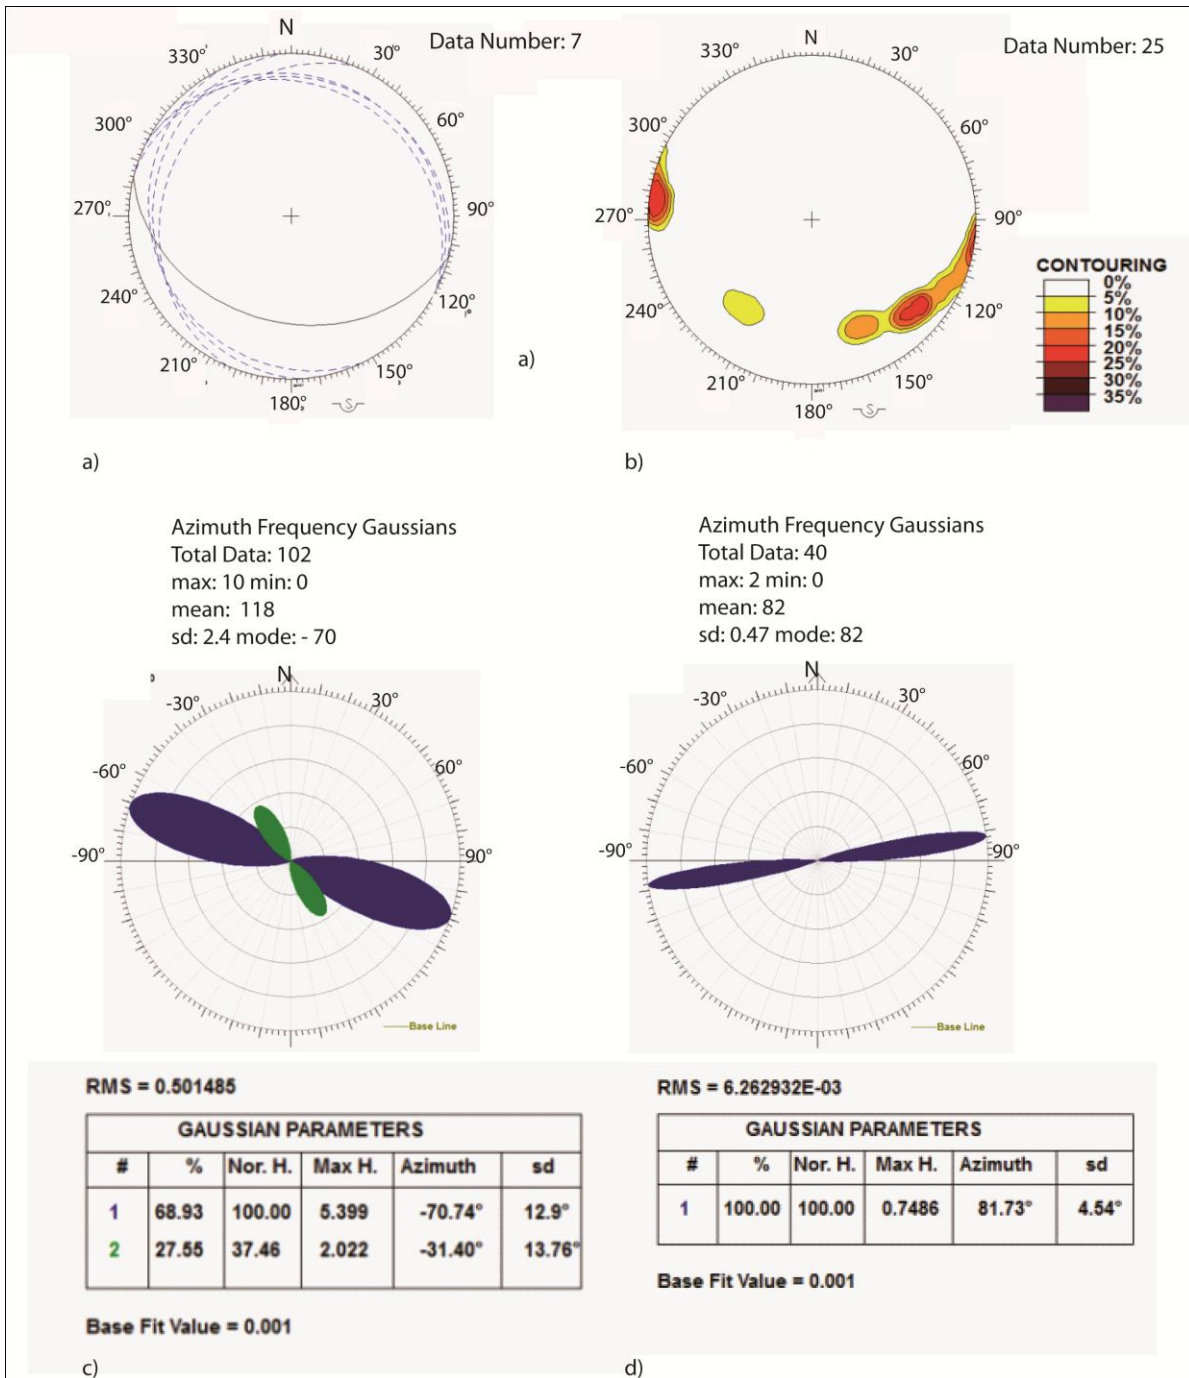 N
Data Number: 7
330°
30°
300°
60°
270°
90°
240°
120°
210°
150°
180°
S
a)
N
Data Number: 25
330°
30°
300°
60°
270°
90°
240°
120°
210°
150°
180°
S
a)
b)
CONTOURING
0%
5%
10%
15%
20%
25%
30%
35%
Azimuth Frequency Gaussians
Total Data: 102
max: 10 min: 0
mean: 118
sd: 2.4 mode: - 70
N
-30°
30°
-60°
60°
-90°
90°
Base Line
Azimuth Frequency Gaussians
Total Data: 40
max: 2 min: 0
mean: 82
sd: 0.47 mode: 82
N
-30°
30°
-60°
60°
-90°
90°
Base Line
RMS = 0.501485
GAUSSIAN PARAMETERS
# % Nor. H. Max H. Azimuth sd
1 68.93 100.00 5.399 -70.74° 12.9°
2 27.55 37.46 2.022 -31.40° 13.76°
Base Fit Value = 0.001
c)
RMS = 6.262932E-03
GAUSSIAN PARAMETERS
# % Nor. H. Max H. Azimuth sd
1 100.00 100.00 0.7486 81.73° 4.54°
Base Fit Value = 0.001
d)